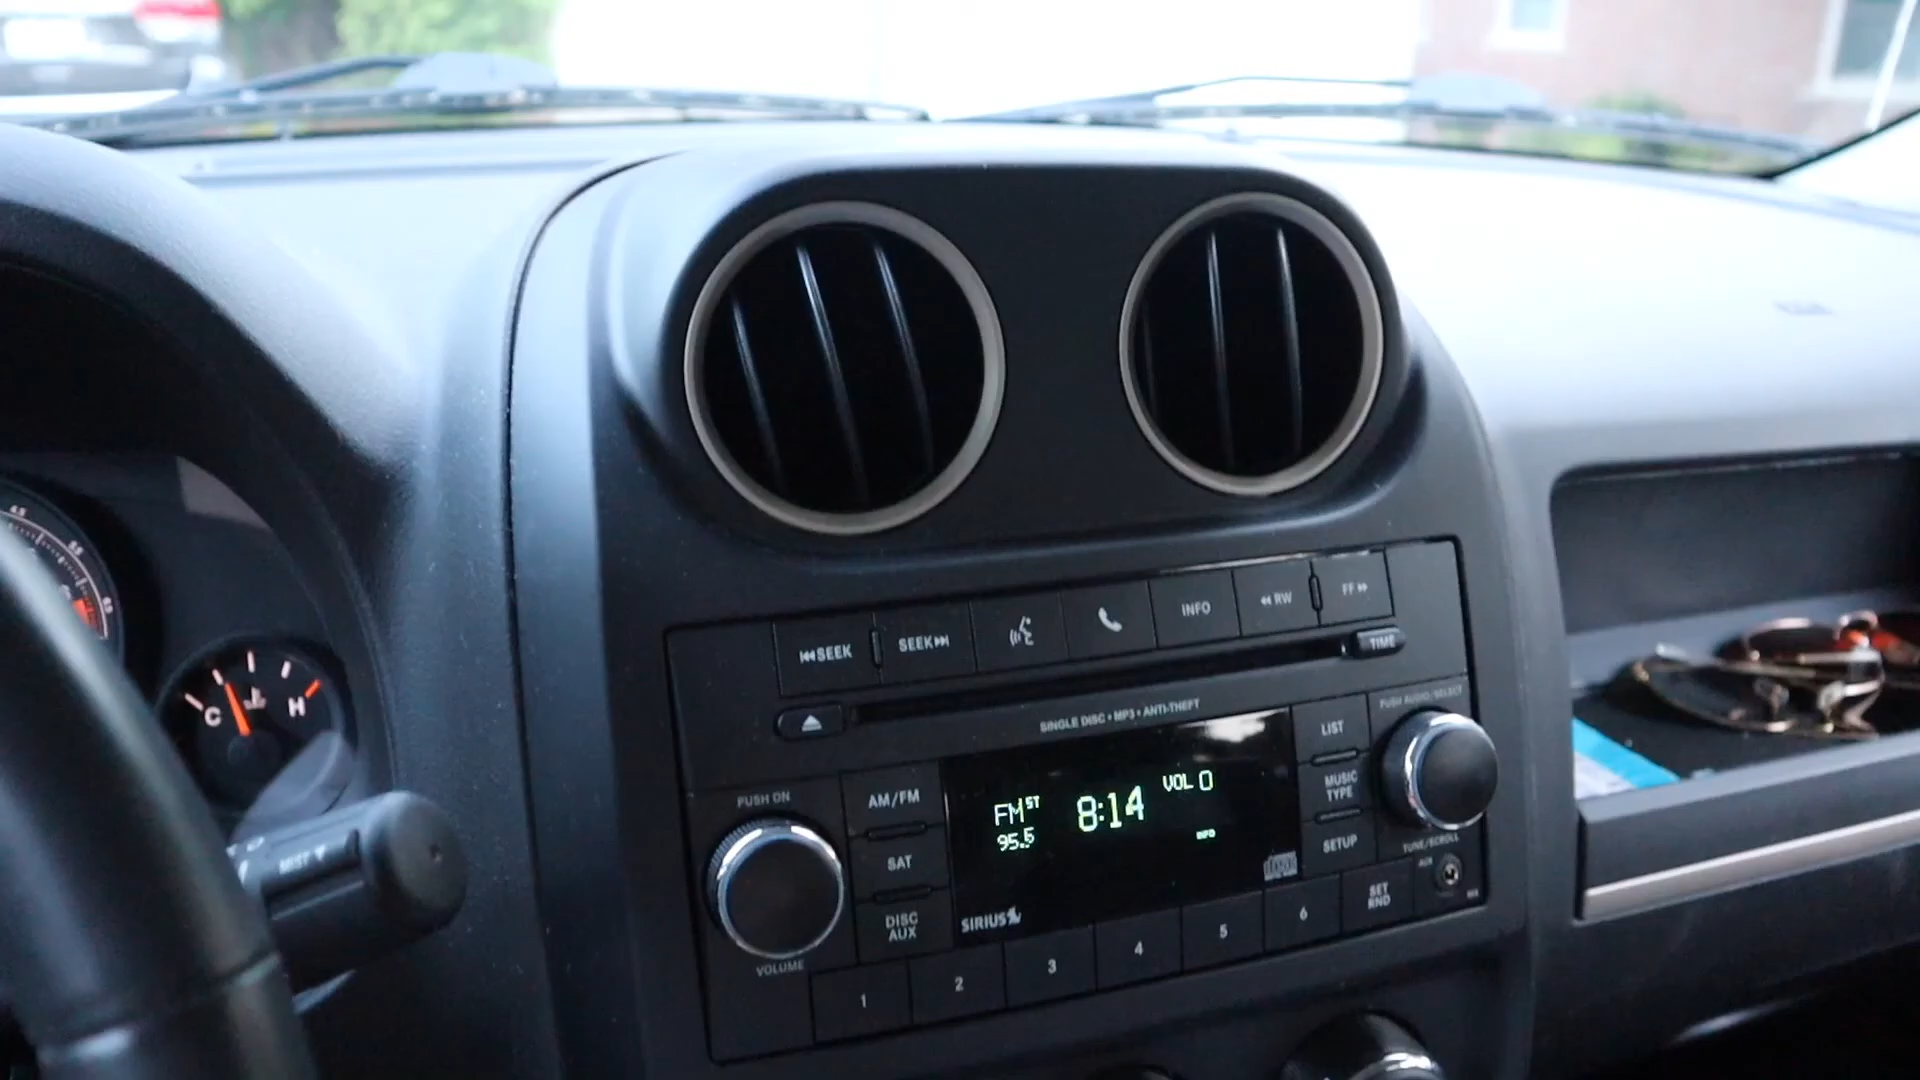 ⏮SEEK
SEEK⏭
INFO
◀◀RW
FF▶▶
TIME
SINGLE DISC • MP3 • ANTI-THEFT
PUSH AUDIO/SELECT
LIST
MUSIC
TYPE
SETUP
TUNE/SCROLL
AUX
PUSH ON
VOLUME
AM/FM
SAT
DISC
AUX
FM ST
95.5
8:14
VOL 0
INFO
SIRIUS
1
2
3
4
5
6
SET
RND
C
H
MIST